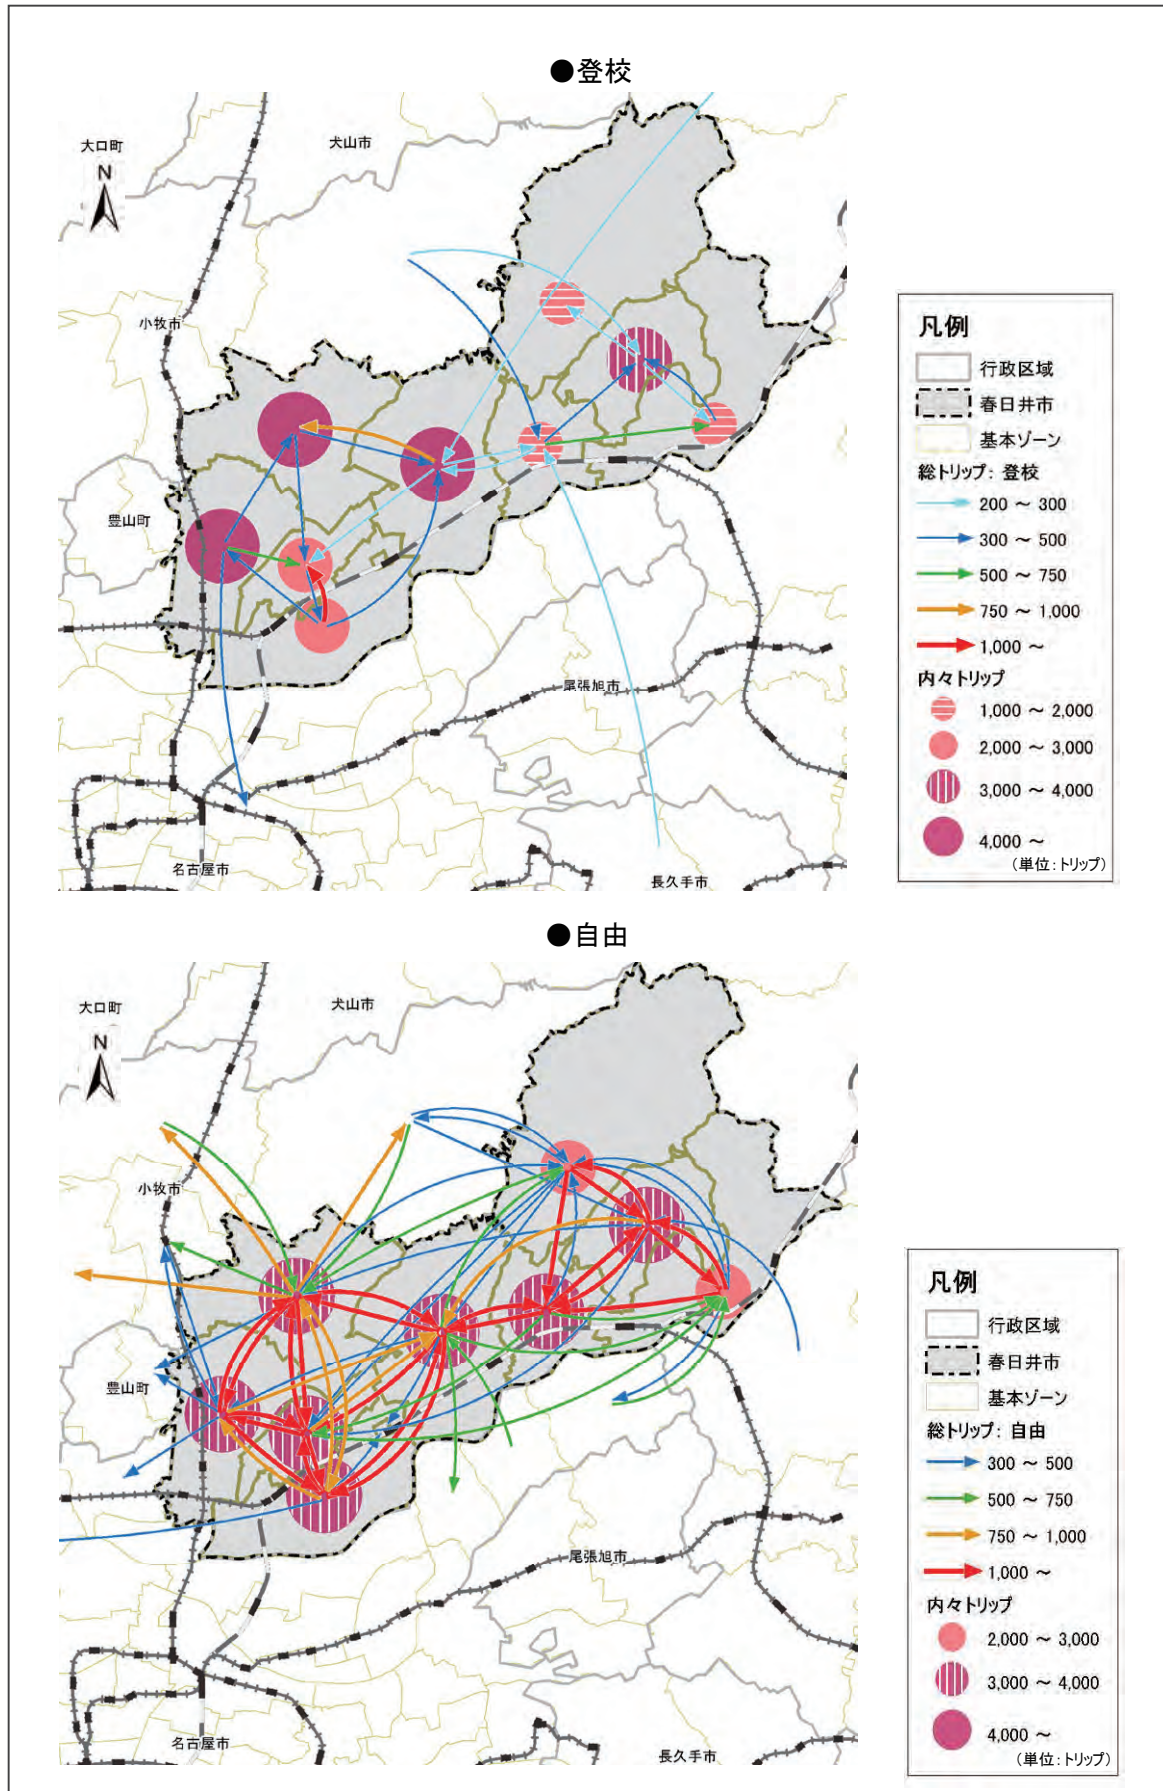 ●登校
犬山市
大口町
N
小牧市
豊山町
尾張旭市
名古屋市
長久手市
凡例
行政区域
春日井市
基本ゾーン
総トリップ: 登校
200 ～ 300
300 ～ 500
500 ～ 750
750 ～ 1,000
1,000 ～
内々トリップ
1,000 ～ 2,000
2,000 ～ 3,000
3,000 ～ 4,000
4,000 ～
(単位:トリップ)
●自由
犬山市
大口町
N
小牧市
豊山町
尾張旭市
名古屋市
長久手市
凡例
行政区域
春日井市
基本ゾーン
総トリップ: 自由
300 ～ 500
500 ～ 750
750 ～ 1,000
1,000 ～
内々トリップ
2,000 ～ 3,000
3,000 ～ 4,000
4,000 ～
(単位:トリップ)